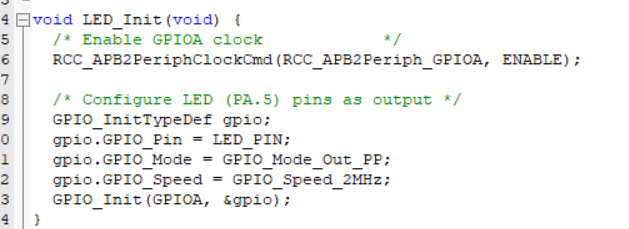 4 void LED_Init(void) {
5 /* Enable GPIOA clock */
6 RCC_APB2PeriphClockCmd(RCC_APB2Periph_GPIOA, ENABLE);
7
8 /* Configure LED (PA.5) pins as output */
9 GPIO_InitTypeDef gpio;
0 gpio.GPIO_Pin = LED_PIN;
1 gpio.GPIO_Mode = GPIO_Mode_Out_PP;
2 gpio.GPIO_Speed = GPIO_Speed_2MHz;
3 GPIO_Init(GPIOA, &gpio);
4 }